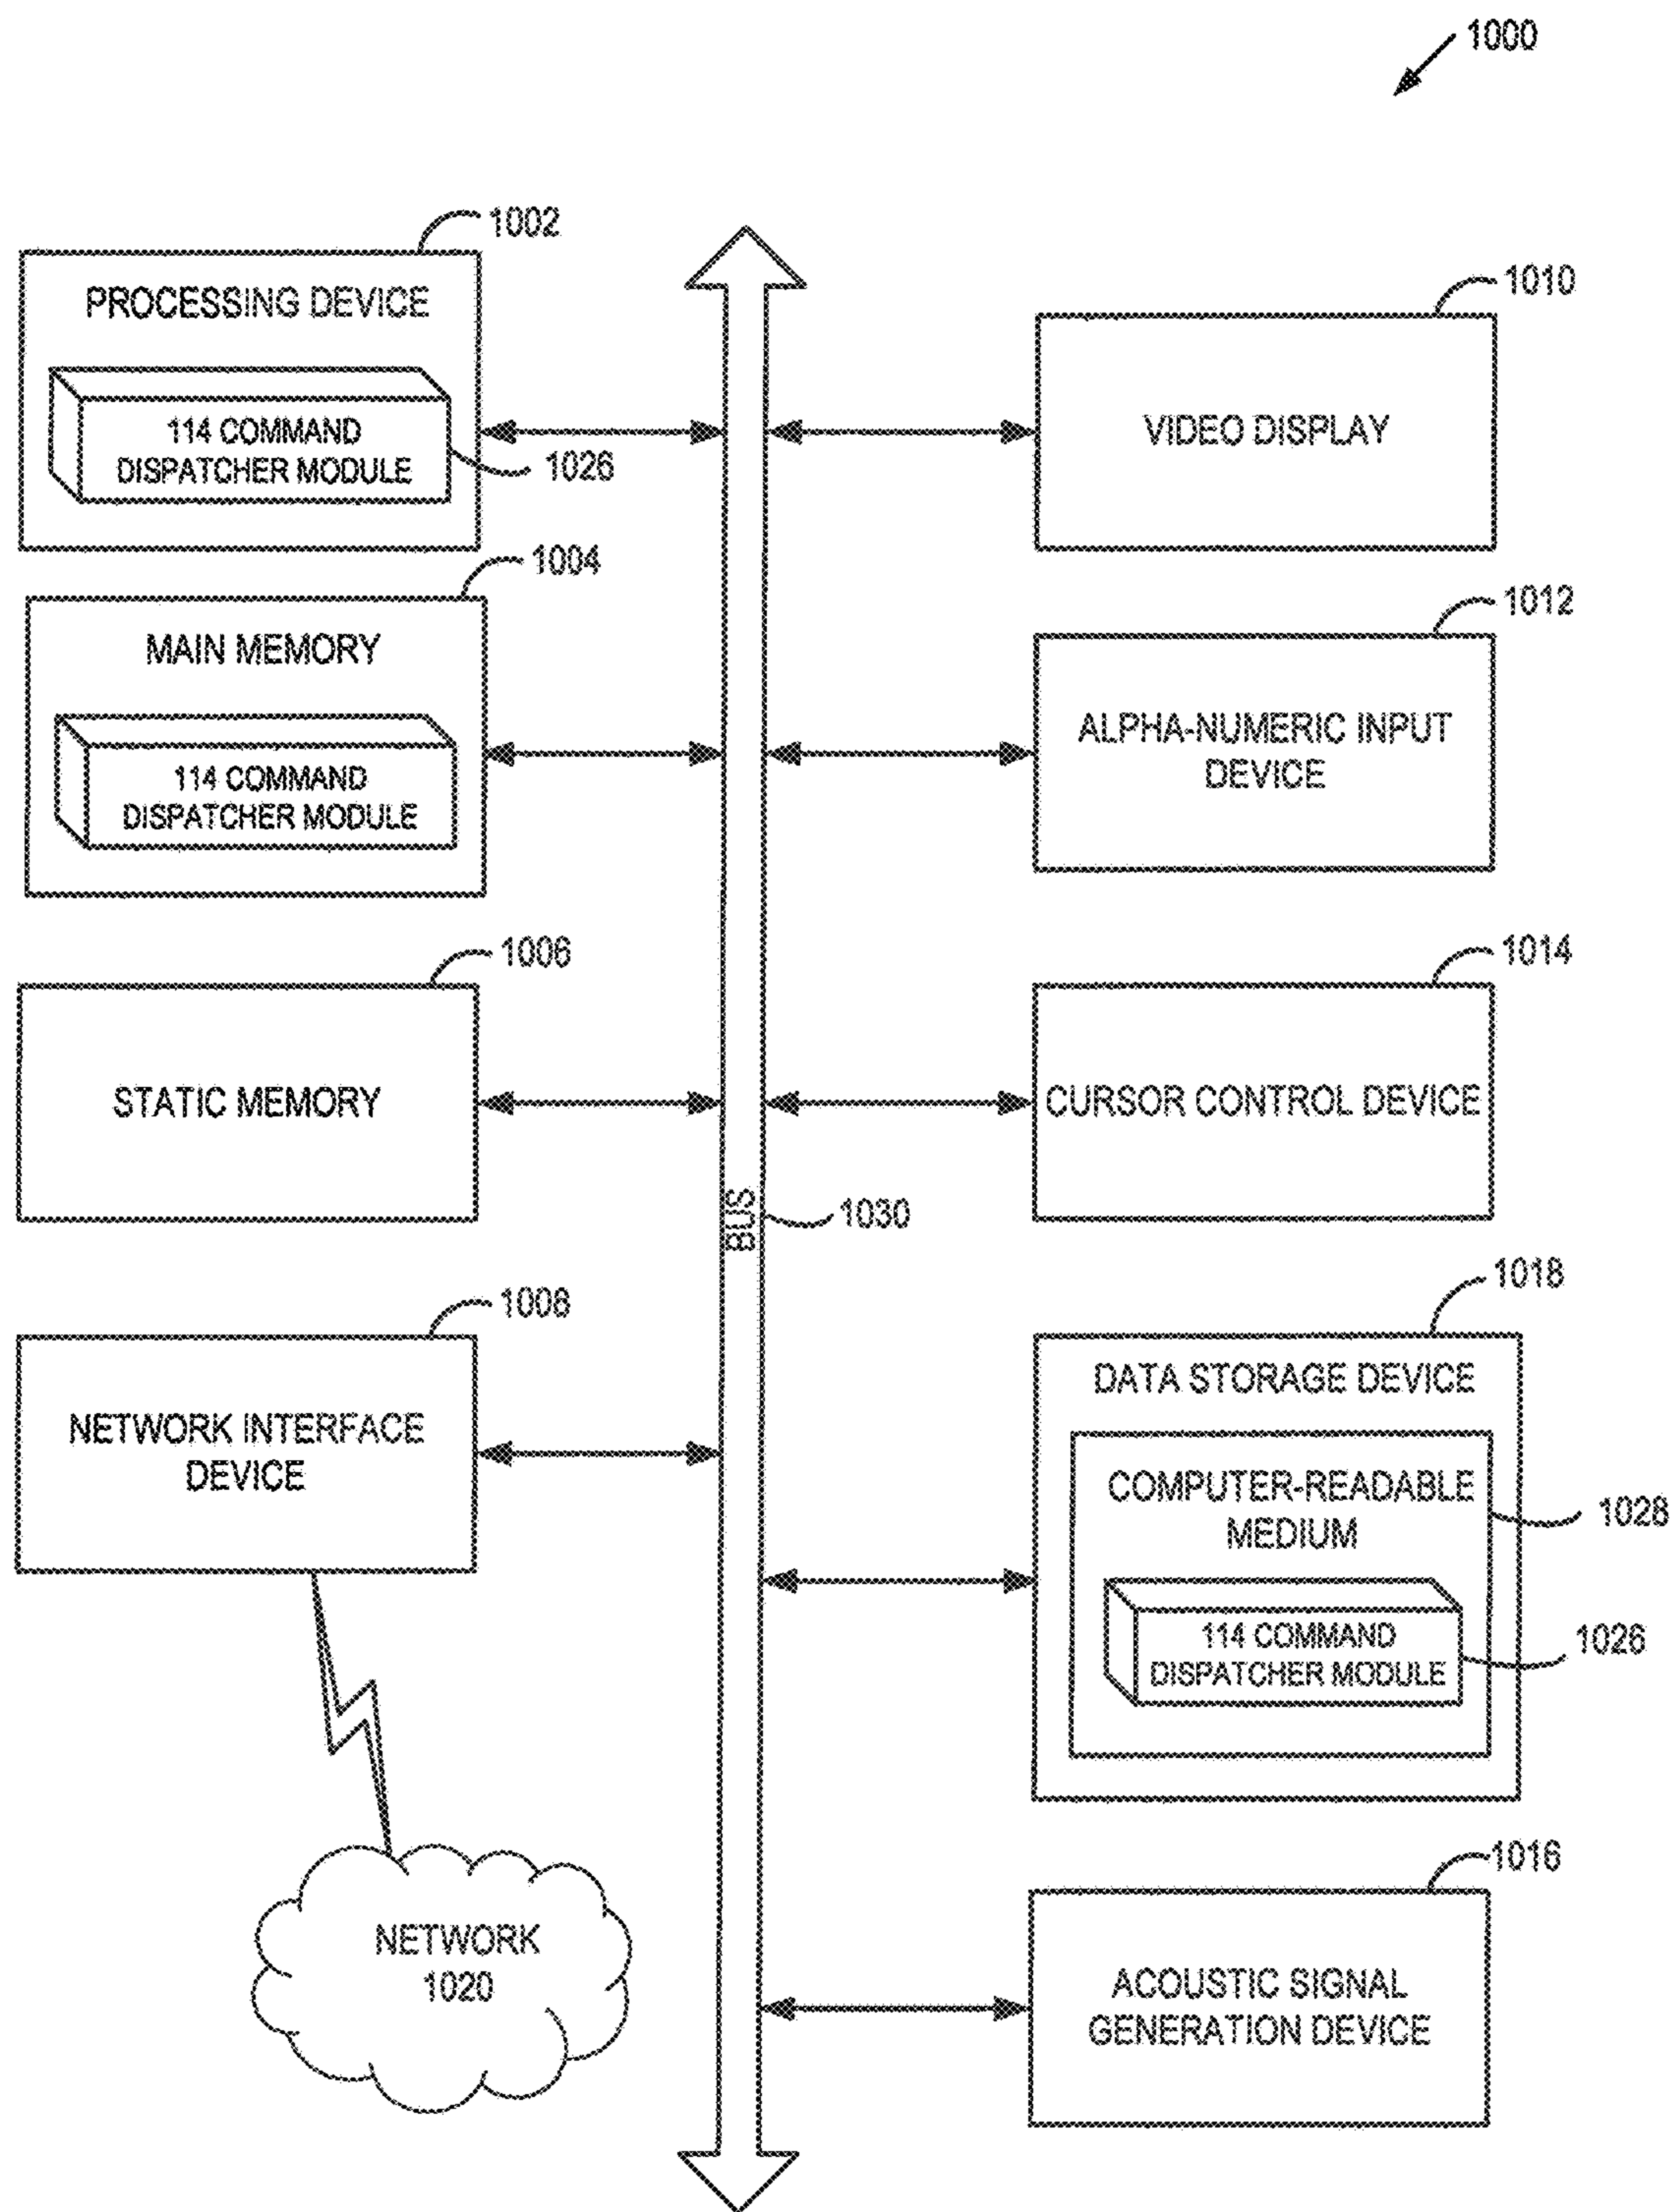 1000
1002
PROCESSING DEVICE
114 COMMAND
DISPATCHER MODULE
1026
1004
MAIN MEMORY
114 COMMAND
DISPATCHER MODULE
1006
STATIC MEMORY
1008
NETWORK INTERFACE
DEVICE
NETWORK
1020
BUS
1030
1010
VIDEO DISPLAY
1012
ALPHA-NUMERIC INPUT
DEVICE
1014
CURSOR CONTROL DEVICE
1018
DATA STORAGE DEVICE
COMPUTER-READABLE
MEDIUM
1028
114 COMMAND
DISPATCHER MODULE
1026
1016
ACOUSTIC SIGNAL
GENERATION DEVICE